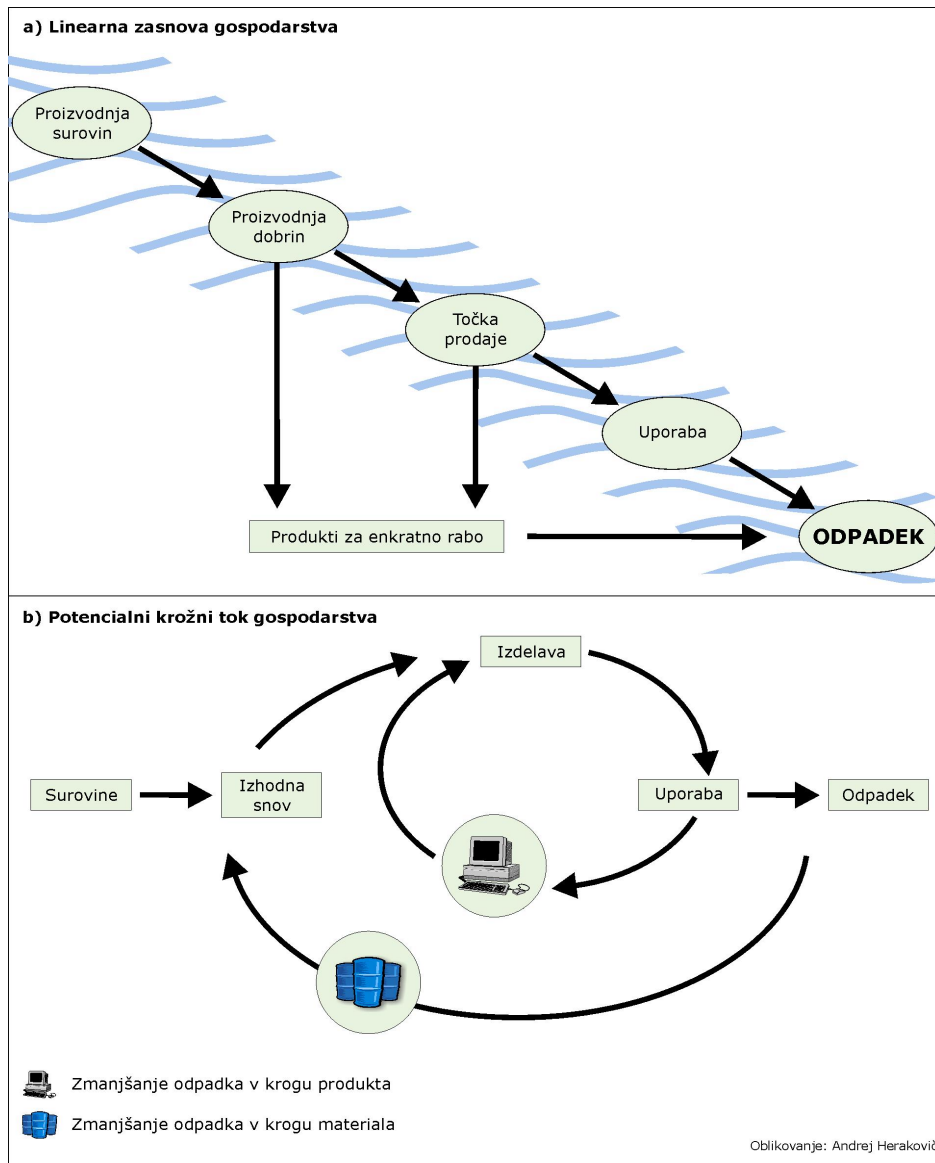 a) Linearna zasnova gospodarstva
Proizvodnja
surovin
Proizvodnja
dobrin
Točka
prodaje
Uporaba
Produkti za enkratno rabo
ODPADEK
b) Potencialni krožni tok gospodarstva
Izdelava
Surovine
Izhodna
snov
Uporaba
Odpadek
Zmanjšanje odpadka v krogu produkta
Zmanjšanje odpadka v krogu materiala
Oblikovanje: Andrej Herakovič